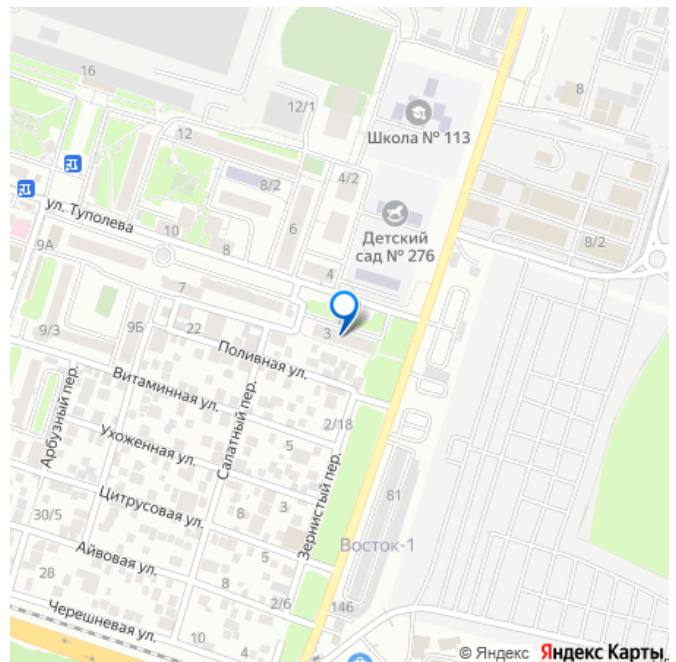 16
12/1
8
Школа № 113
12
8/2
4/2
ул. Туполева
10
8
6
Детский
сад № 276
8/2
9А
4
7
9/3
9Б
22
3
Поливная ул.
Витаминная ул.
Арбузный пер.
Салатный пер.
2/18
Ухоженная ул.
5
Зернистый пер.
Цитрусовая ул.
3
81
30/5
8
Восток-1
Айвовая ул.
5
28
8
2/6
146
Черешневая ул.
10
4
© Яндекс Яндекс Карты